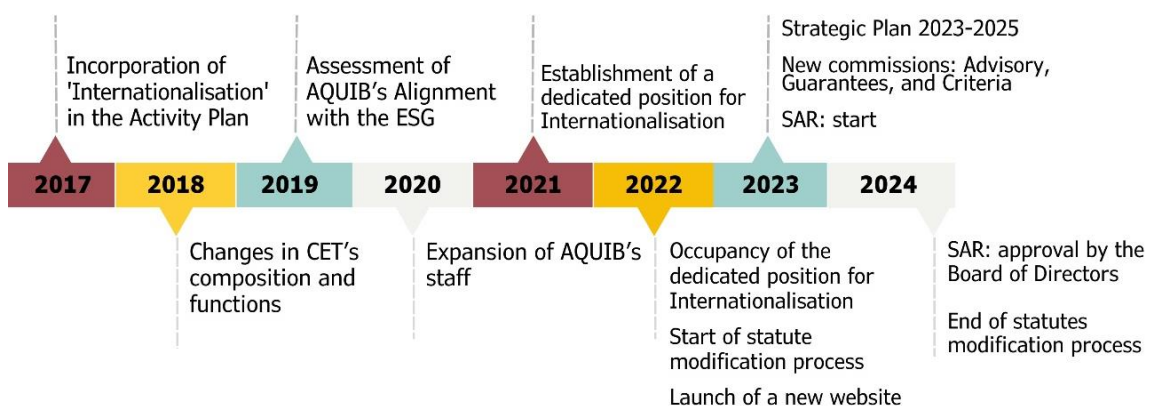 Incorporation of
'Internationalisation'
in the Activity Plan
Assessment of
AQUIB's Alignment
with the ESG
Establishment of a
dedicated position for
Internationalisation
Strategic Plan 2023-2025
New commissions: Advisory,
Guarantees, and Criteria
SAR: start
2017
2018
2019
2020
2021
2022
2023
2024
Changes in CET's
composition and
functions
Expansion of AQUIB's
staff
Occupancy of the
dedicated position for
Internationalisation
Start of statute
modification process
Launch of a new website
SAR: approval by the
Board of Directors
End of statutes
modification process